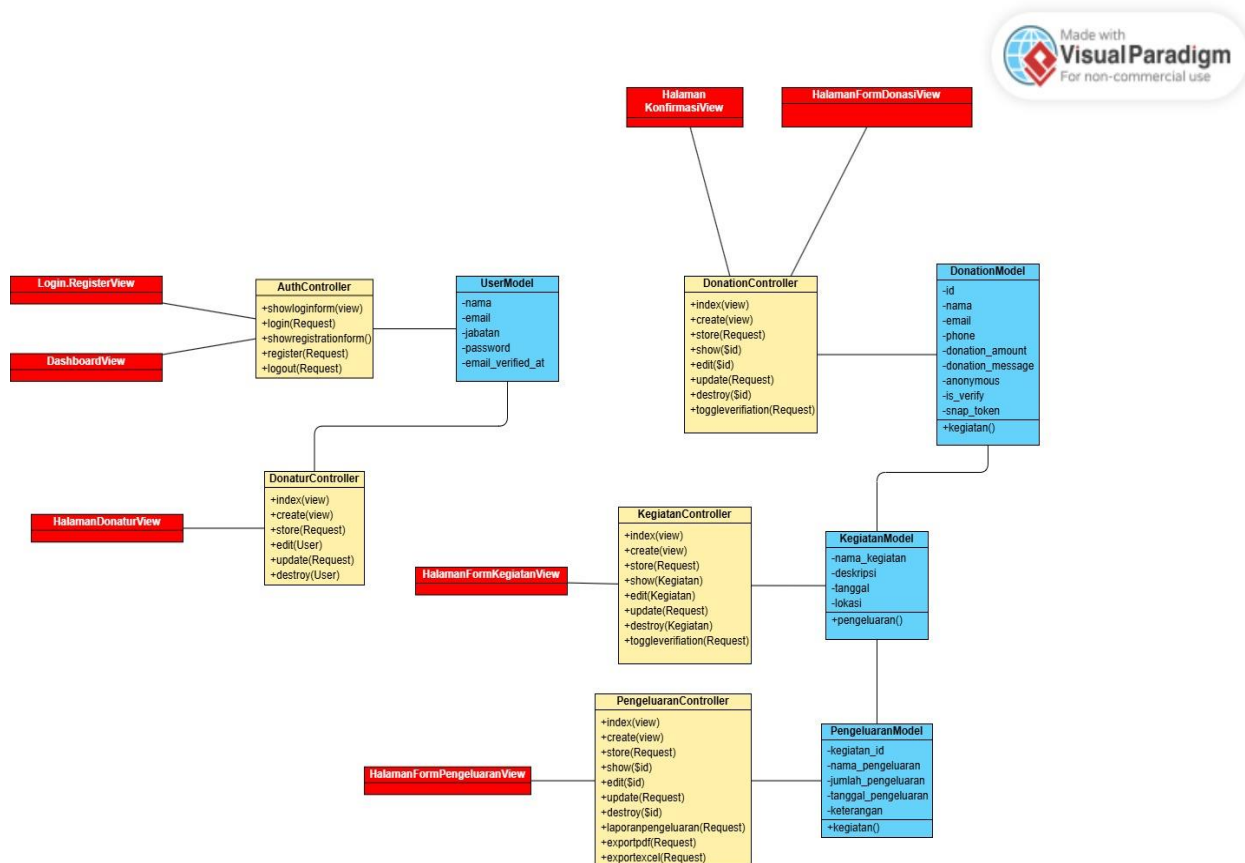 Made with
Visual Paradigm
For non-commercial use
Halaman
KonfirmasiView
HalamanFormDonasiView
Login.RegisterView
DashboardView
AuthController
+showloginform(view)
+login(Request)
+showregistrationform()
+register(Request)
+logout(Request)
UserModel
-nama
-email
-jabatan
-password
-email_verified_at
DonationController
+index(view)
+create(view)
+store(Request)
+show($id)
+edit($id)
+update(Request)
+destroy($id)
+toggleverifiation(Request)
DonationModel
-id
-nama
-email
-phone
-donation_amount
-donation_message
-anonymous
-is_verify
-snap_token
+kegiatan()
HalamanDonaturView
DonaturController
+index(view)
+create(view)
+store(Request)
+edit(User)
+update(Request)
+destroy(User)
HalamanFormKegiatanView
KegiatanController
+index(view)
+create(view)
+store(Request)
+show(Kegiatan)
+edit(Kegiatan)
+update(Request)
+destroy(Kegiatan)
+toggleverifiation(Request)
KegiatanModel
-nama_kegiatan
-deskripsi
-tanggal
-lokasi
+pengeluaran()
HalamanFormPengeluaranView
PengeluaranController
+index(view)
+create(view)
+store(Request)
+show($id)
+edit($id)
+update(Request)
+destroy($id)
+laporanpengeluaran(Request)
+exportpdf(Request)
+exportexcel(Request)
PengeluaranModel
-kegiatan_id
-nama_pengeluaran
-jumlah_pengeluaran
-tanggal_pengeluaran
-keterangan
+kegiatan()